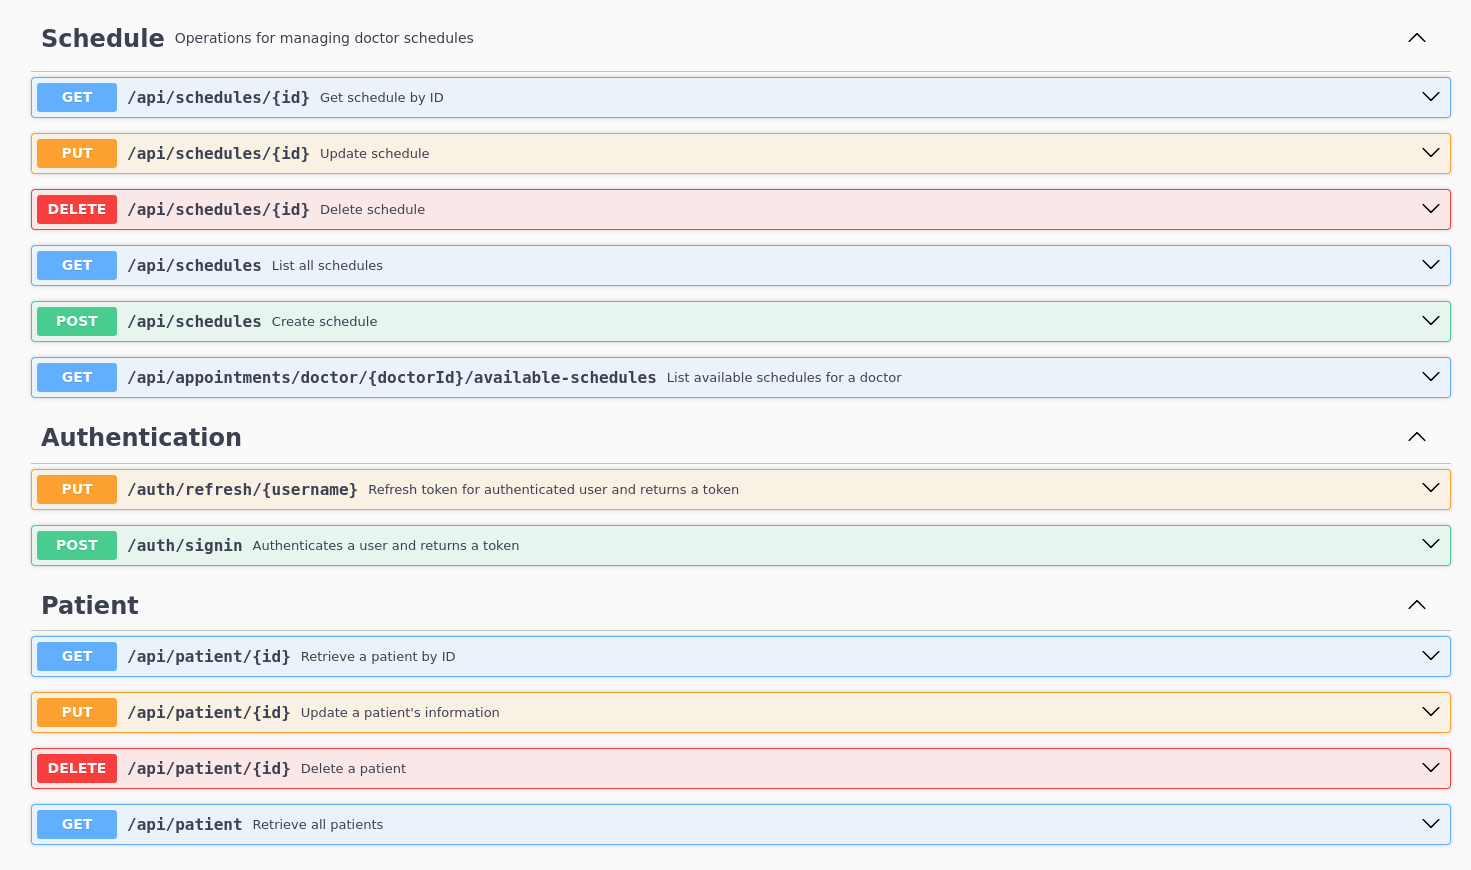 Schedule Operations for managing doctor schedules
GET /api/schedules/{id} Get schedule by ID
PUT /api/schedules/{id} Update schedule
DELETE /api/schedules/{id} Delete schedule
GET /api/schedules List all schedules
POST /api/schedules Create schedule
GET /api/appointments/doctor/{doctorId}/available-schedules List available schedules for a doctor
Authentication
PUT /auth/refresh/{username} Refresh token for authenticated user and returns a token
POST /auth/signin Authenticates a user and returns a token
Patient
GET /api/patient/{id} Retrieve a patient by ID
PUT /api/patient/{id} Update a patient's information
DELETE /api/patient/{id} Delete a patient
GET /api/patient Retrieve all patients